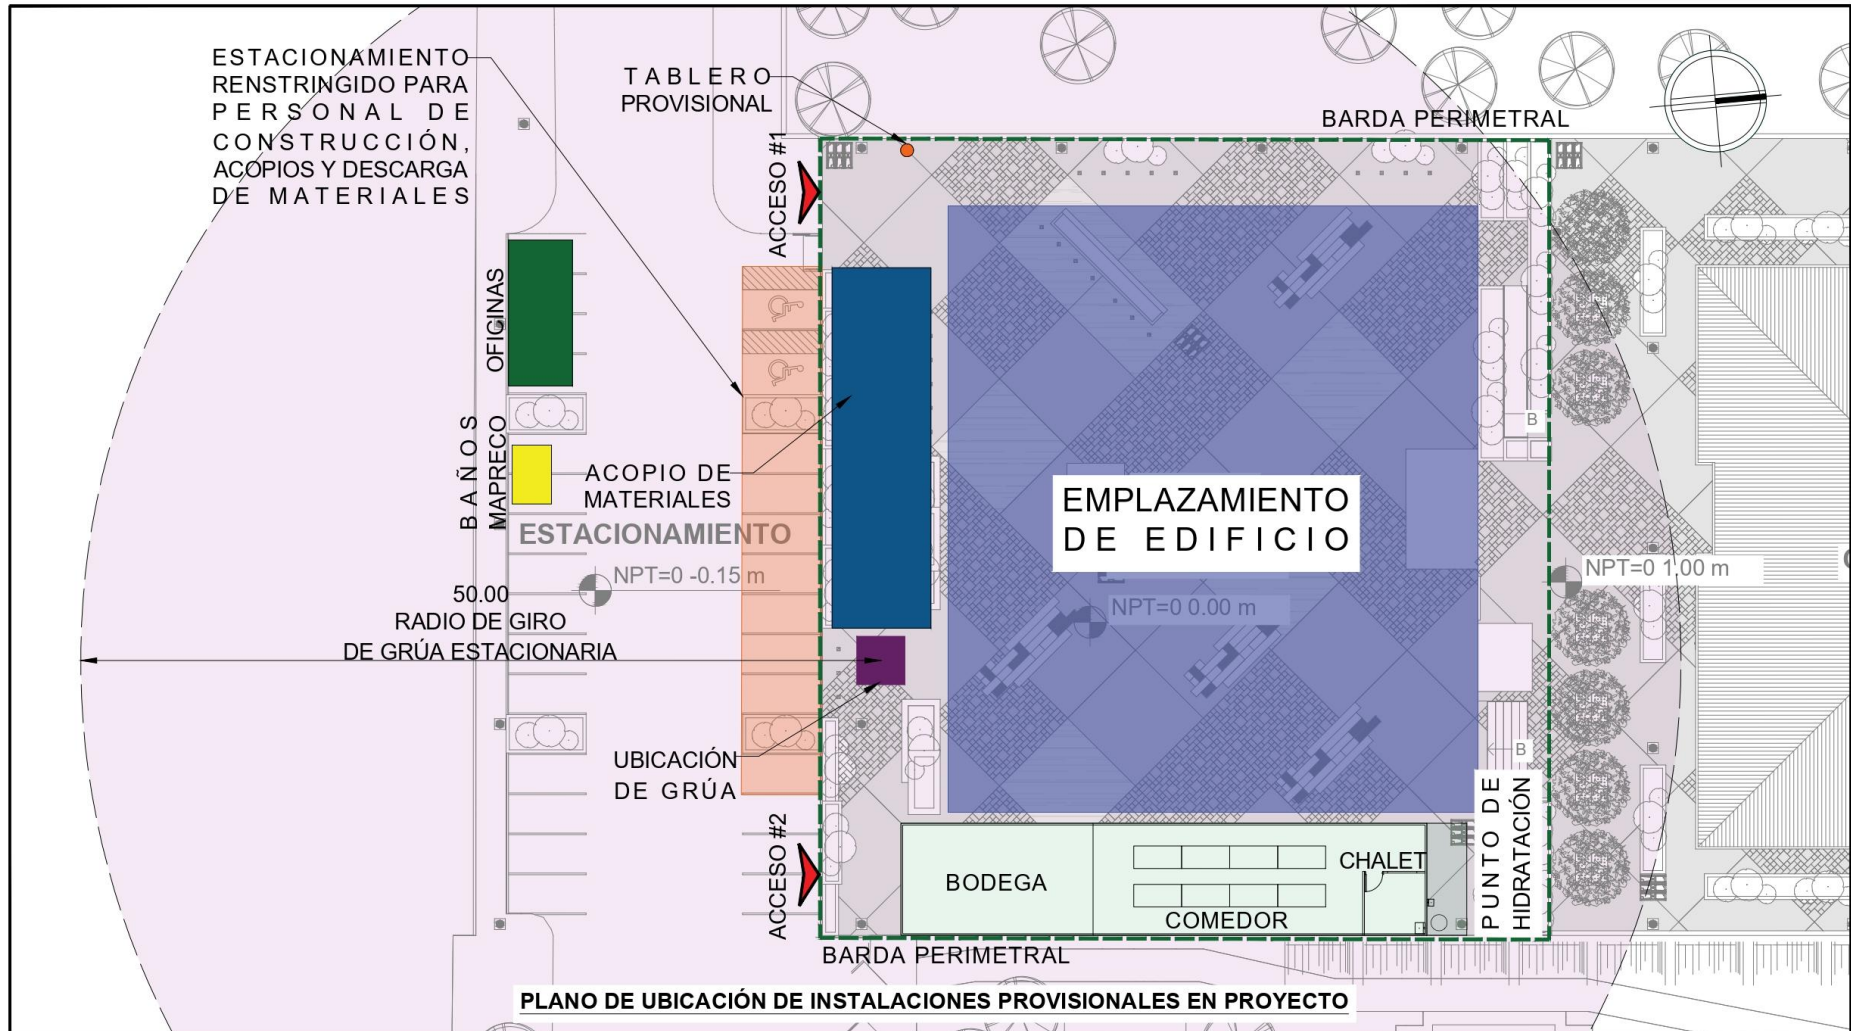 ESTACIONAMIENTO
RENSTRINGIDO PARA
PERSONAL DE
CONSTRUCCIÓN,
ACOPIOS Y DESCARGA
DE MATERIALES
TABLERO
PROVISIONAL
BARDA PERIMETRAL
ACCESO #1
OFICINAS
BAÑOS
MAPRECO
ACOPIO DE
MATERIALES
ESTACIONAMIENTO
NPT=0 -0.15 m
50.00
RADIO DE GIRO
DE GRÚA ESTACIONARIA
EMPLAZAMIENTO
DE EDIFICIO
NPT=0 0.00 m
NPT=0 1.00 m
B
B
UBICACIÓN
DE GRÚA
ACCESO #2
BODEGA
COMEDOR
CHALET
PUNTO DE
HIDRATACIÓN
BARDA PERIMETRAL
PLANO DE UBICACIÓN DE INSTALACIONES PROVISIONALES EN PROYECTO